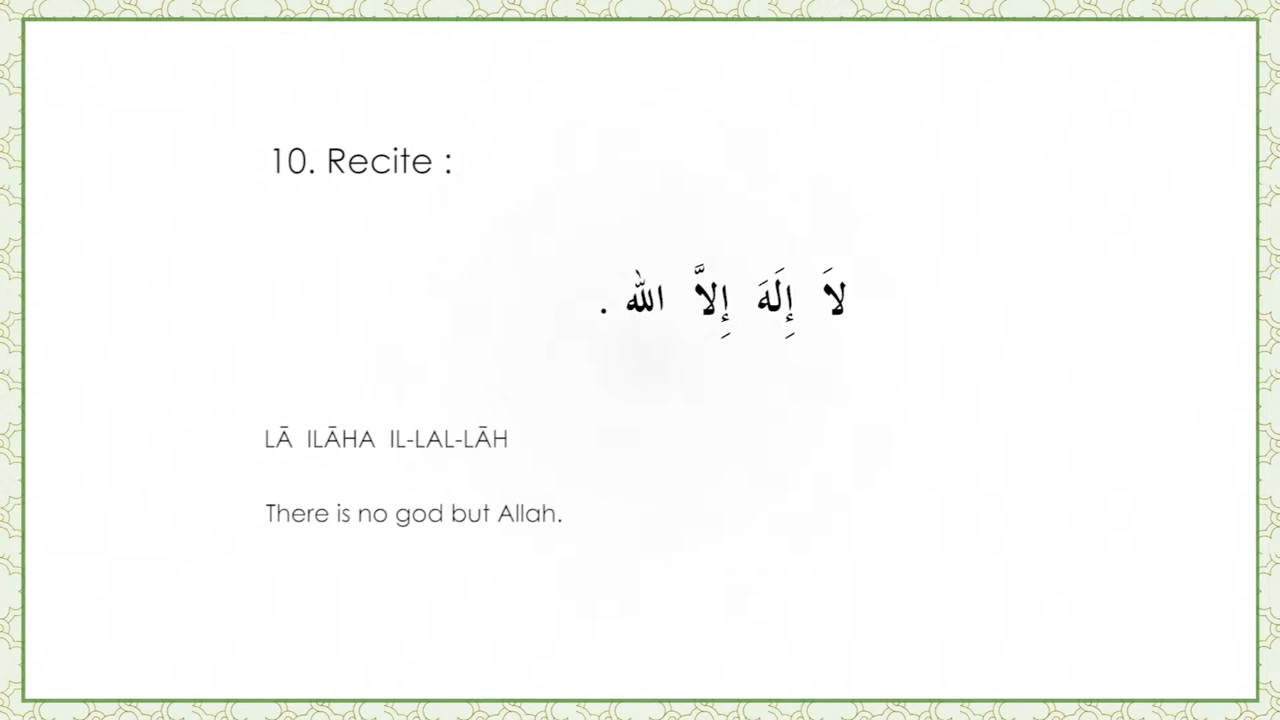 10. Recite :
لاَ إِلَهَ إِلاَّ الله .
LĀ ILĀHA IL-LAL-LĀH
There is no god but Allah.